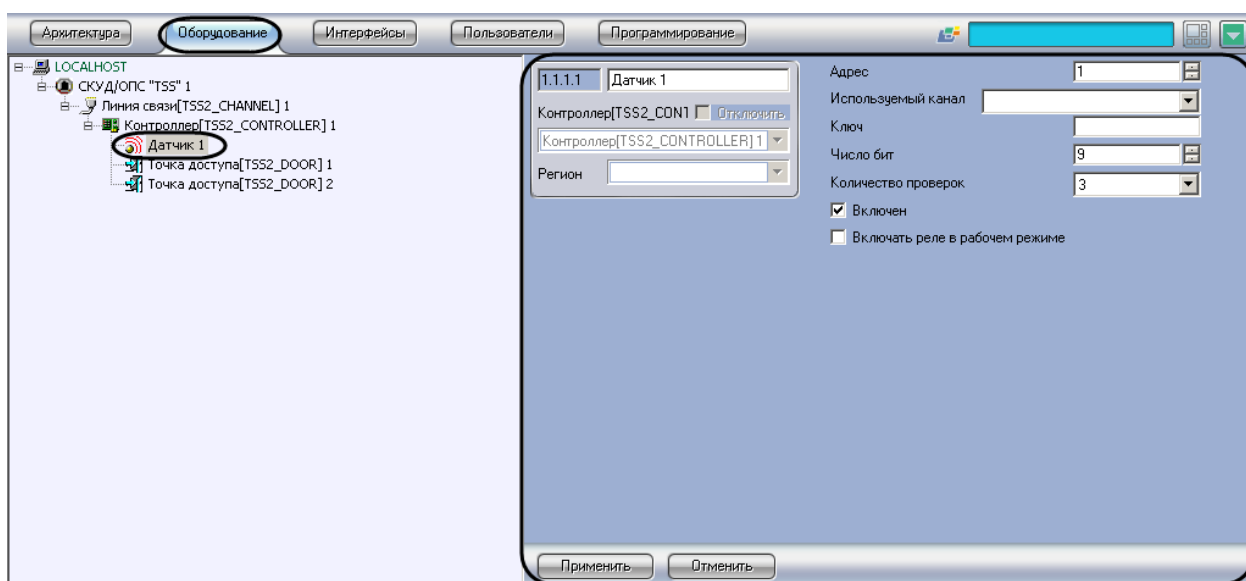 Архитектура Оборудование Интерфейсы Пользователи Программирование
LOCALHOST
СКУД/ОПС "TSS" 1
Линия связи[TSS2_CHANNEL] 1
Контроллер[TSS2_CONTROLLER] 1
Датчик 1
Точка доступа[TSS2_DOOR] 1
Точка доступа[TSS2_DOOR] 2
1.1.1.1 Датчик 1
Контроллер[TSS2_CONT Отключить
Контроллер[TSS2_CONTROLLER] 1
Регион
Адрес 1
Используемый канал
Ключ
Число бит 9
Количество проверок 3
Включен
Включать реле в рабочем режиме
Применить Отменить